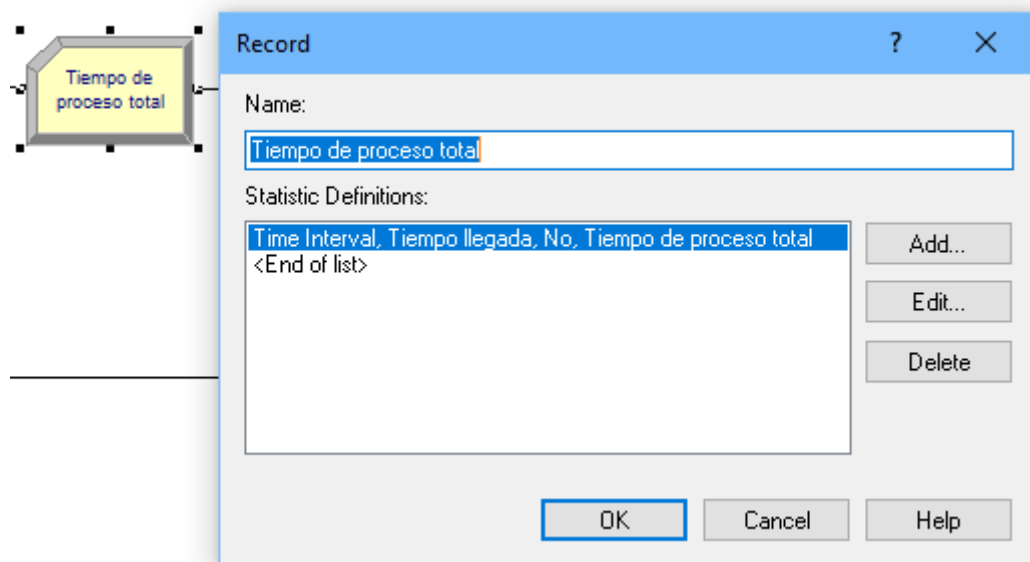 Tiempo de
proceso total
Record
?
Name:
Tiempo de proceso total
Statistic Definitions:
Time Interval, Tiempo llegada, No, Tiempo de proceso total
<End of list>
Add...
Edit...
Delete
OK
Cancel
Help